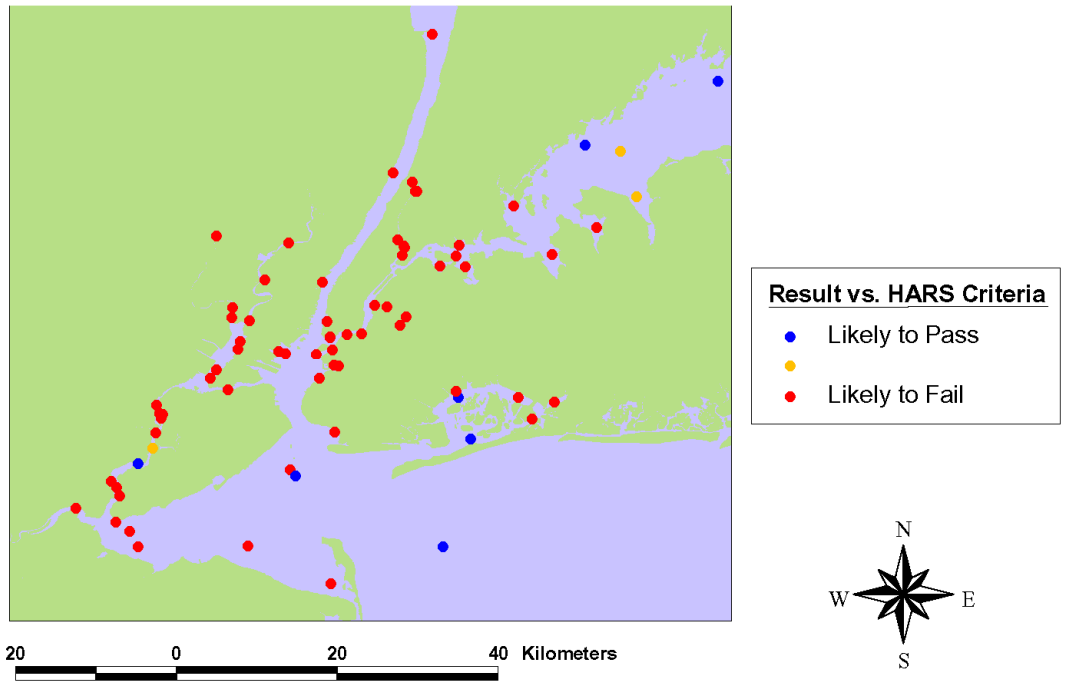 Result vs. HARS Criteria
Likely to Pass
Likely to Fail
N
W E
S
20 0 20 40 Kilometers